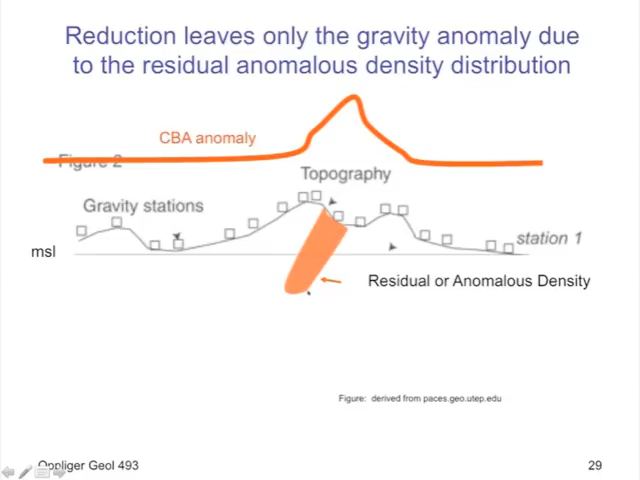 Reduction leaves only the gravity anomaly due
to the residual anomalous density distribution
CBA anomaly
Figure 2
Topography
Gravity stations
station 1
msl
Residual or Anomalous Density
Figure: derived from paces.geo.utep.edu
Oppliger Geol 493
29